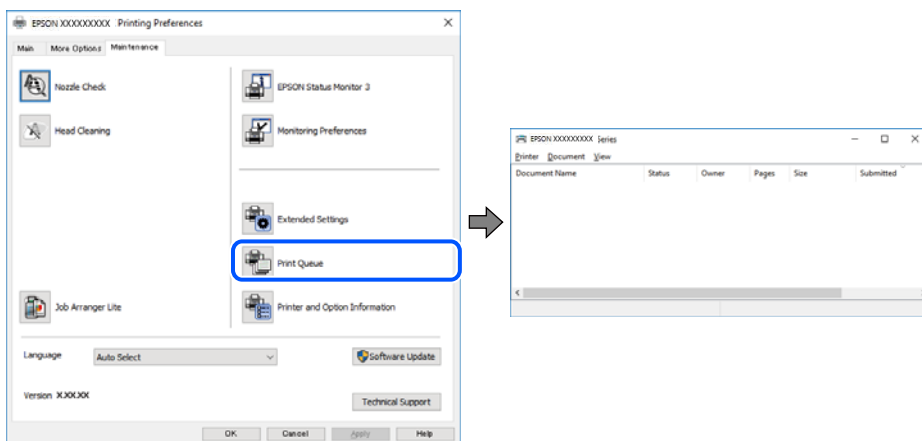 EPSON XXXXXXXXX Printing Preferences
Main More Options Maintenance
Nozzle Check
Head Cleaning
Job Arranger Lite
EPSON Status Monitor 3
Monitoring Preferences
Extended Settings
Print Queue
Printer and Option Information
Language Auto Select Software Update
Version X.XX.XX
Technical Support
OK Cancel Apply Help
EPSON XXXXXXXXX Series
Printer Document View
Document Name Status Owner Pages Size Submitted